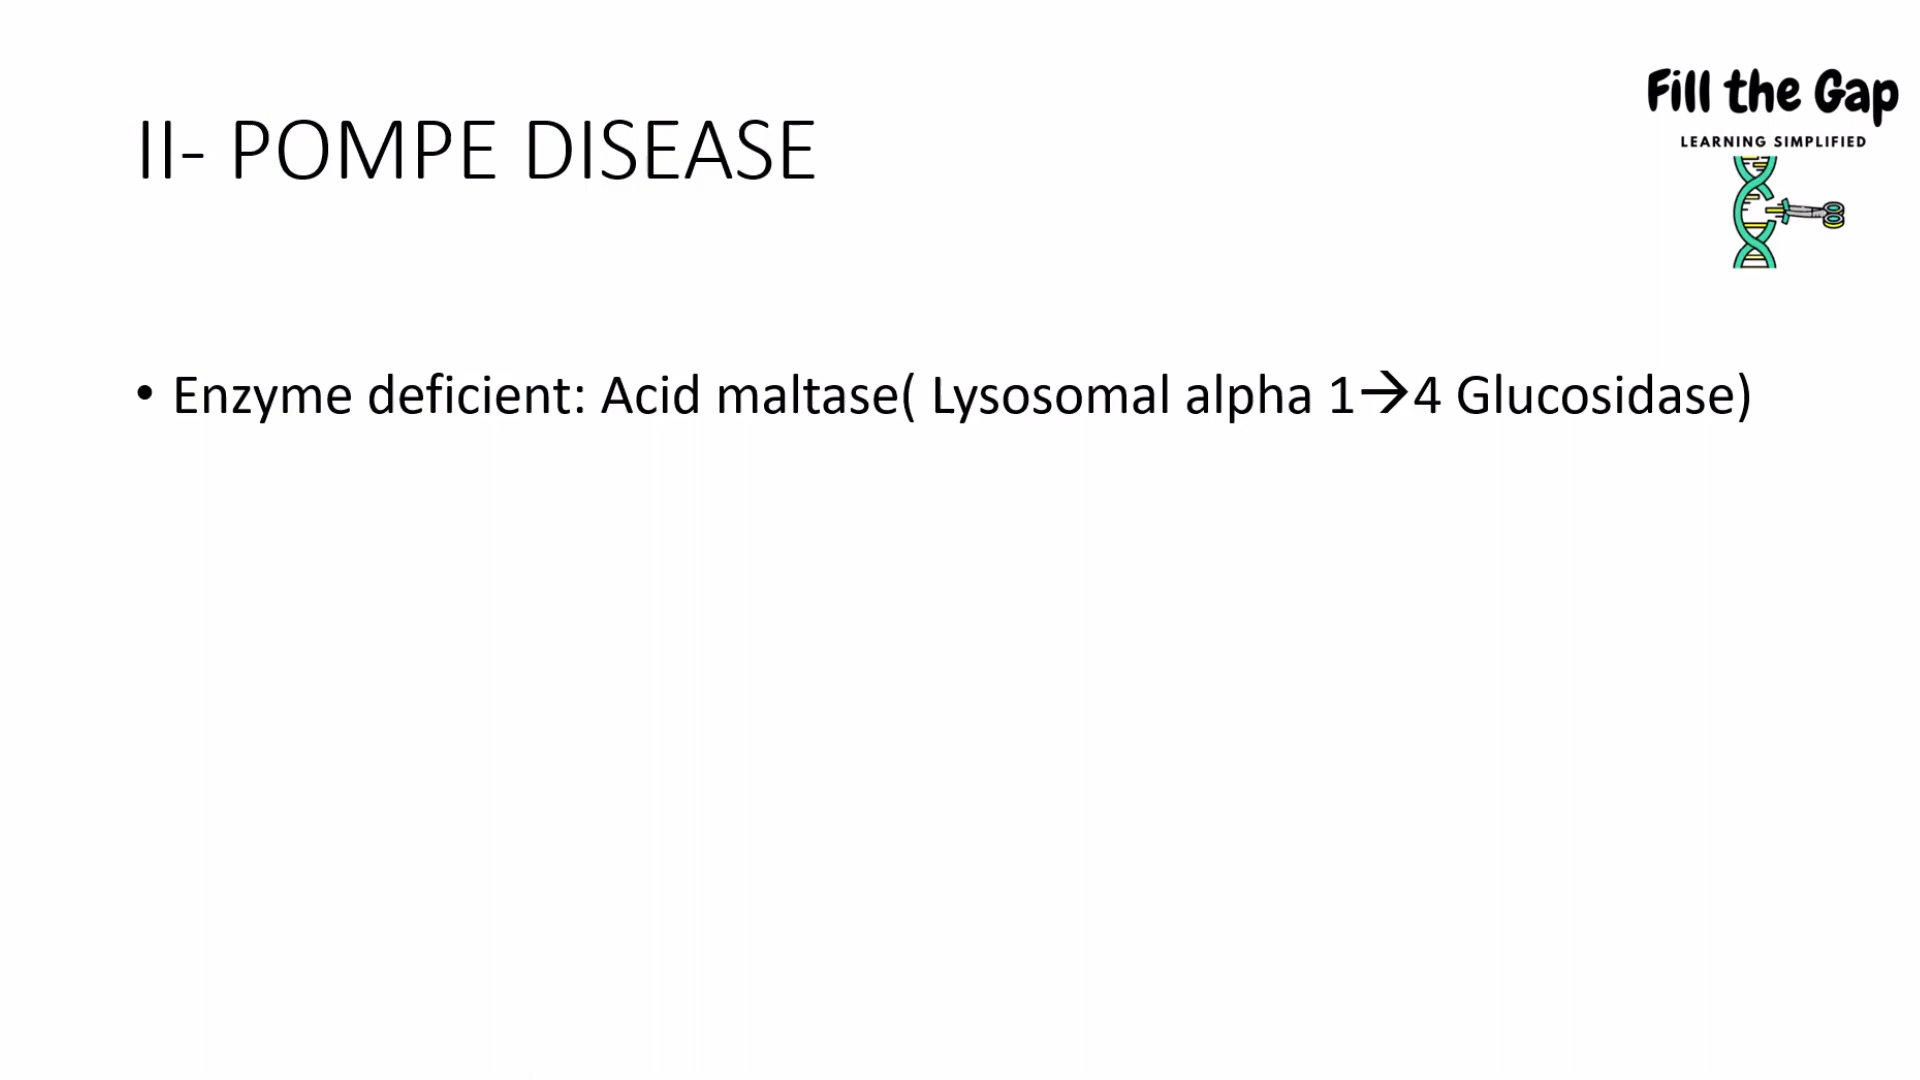 Fill the Gap
LEARNING SIMPLIFIED
II- POMPE DISEASE
• Enzyme deficient: Acid maltase( Lysosomal alpha 1→4 Glucosidase)